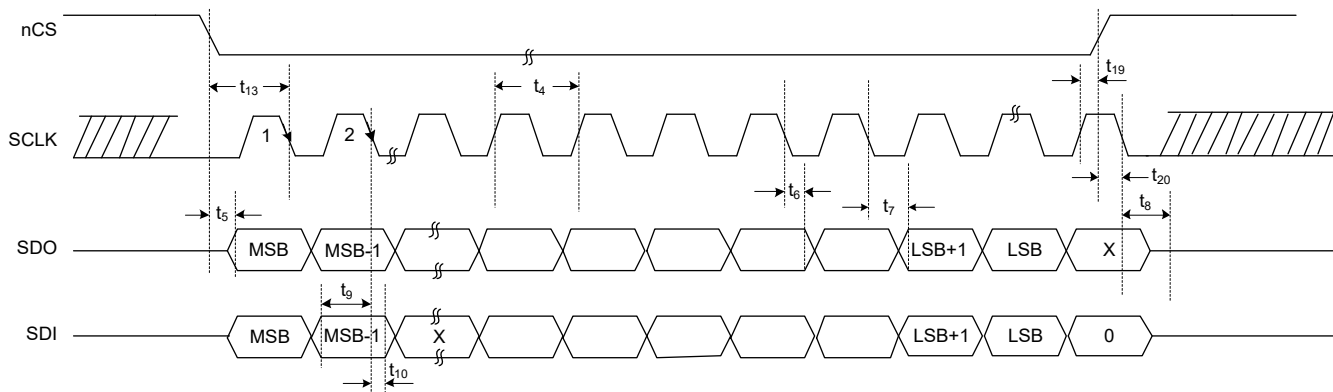 nCS
t19
t13
t4
SCLK
1
2
t20
t6
t7
t5
t8
SDO
MSB
MSB-1
LSB+1
LSB
X
t9
SDI
MSB
MSB-1
X
LSB+1
LSB
0
t10